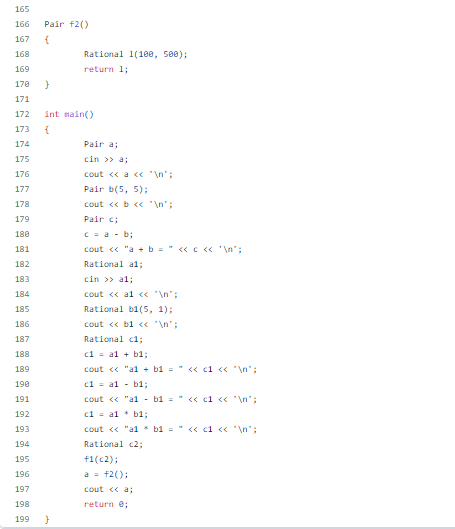 165
166 Pair f2()
167 {
168 Rational l(100, 500);
169 return l;
170 }
171
172 int main()
173 {
174 Pair a;
175 cin >> a;
176 cout << a << '\n';
177 Pair b(5, 5);
178 cout << b << '\n';
179 Pair c;
180 c = a - b;
181 cout << "a + b = " << c << '\n';
182 Rational a1;
183 cin >> a1;
184 cout << a1 << '\n';
185 Rational b1(5, 1);
186 cout << b1 << '\n';
187 Rational c1;
188 c1 = a1 + b1;
189 cout << "a1 + b1 = " << c1 << '\n';
190 c1 = a1 - b1;
191 cout << "a1 - b1 = " << c1 << '\n';
192 c1 = a1 * b1;
193 cout << "a1 * b1 = " << c1 << '\n';
194 Rational c2;
195 f1(c2);
196 a = f2();
197 cout << a;
198 return 0;
199 }